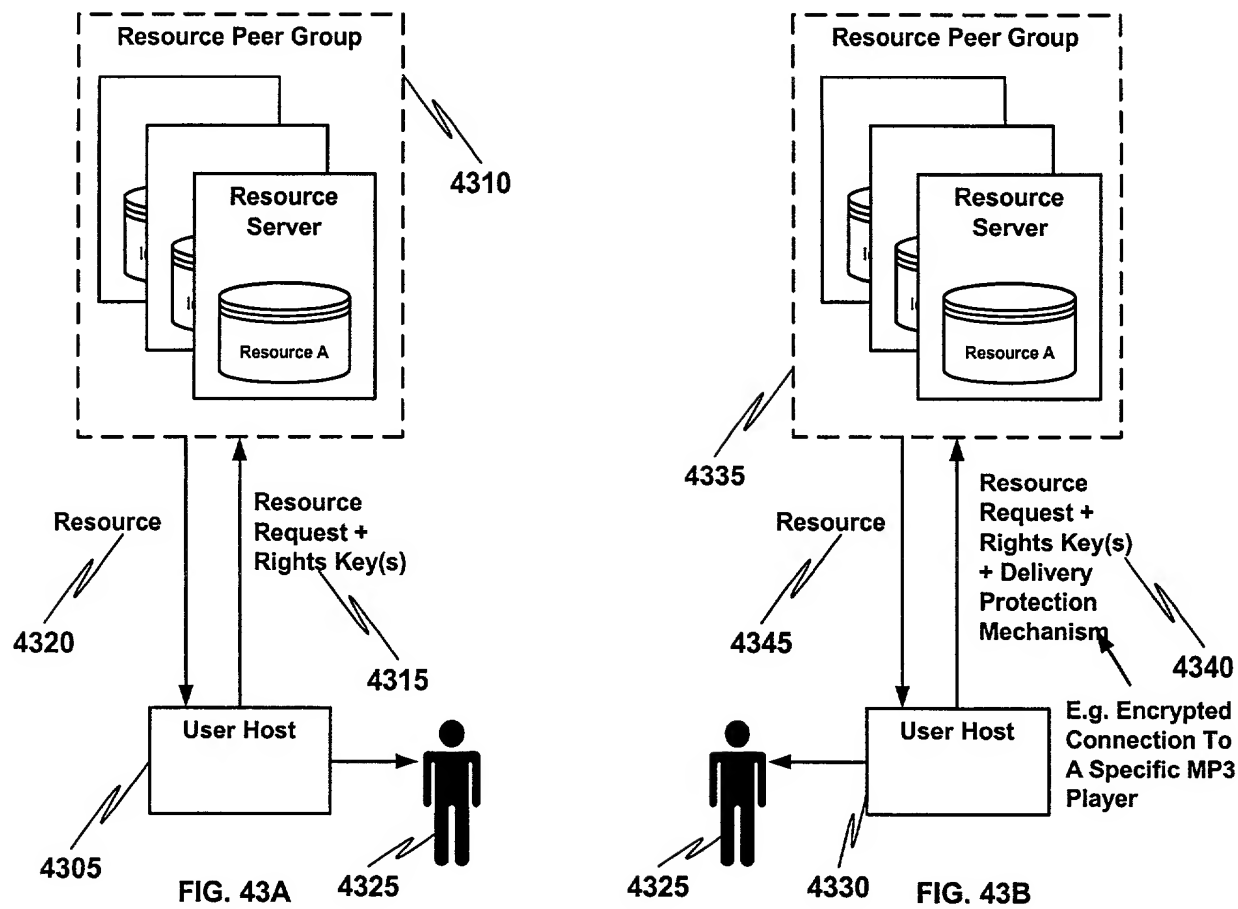 Resource Peer Group
Resource
Server
Resource A
4310
Resource
Resource
Request +
Rights Key(s)
4320
4315
User Host
4305
4325
FIG. 43A
Resource Peer Group
Resource
Server
Resource A
4335
Resource
Resource
Request +
Rights Key(s)
+ Delivery
Protection
Mechanism
4345
4340
E.g. Encrypted
Connection To
A Specific MP3
Player
User Host
4325
4330
FIG. 43B